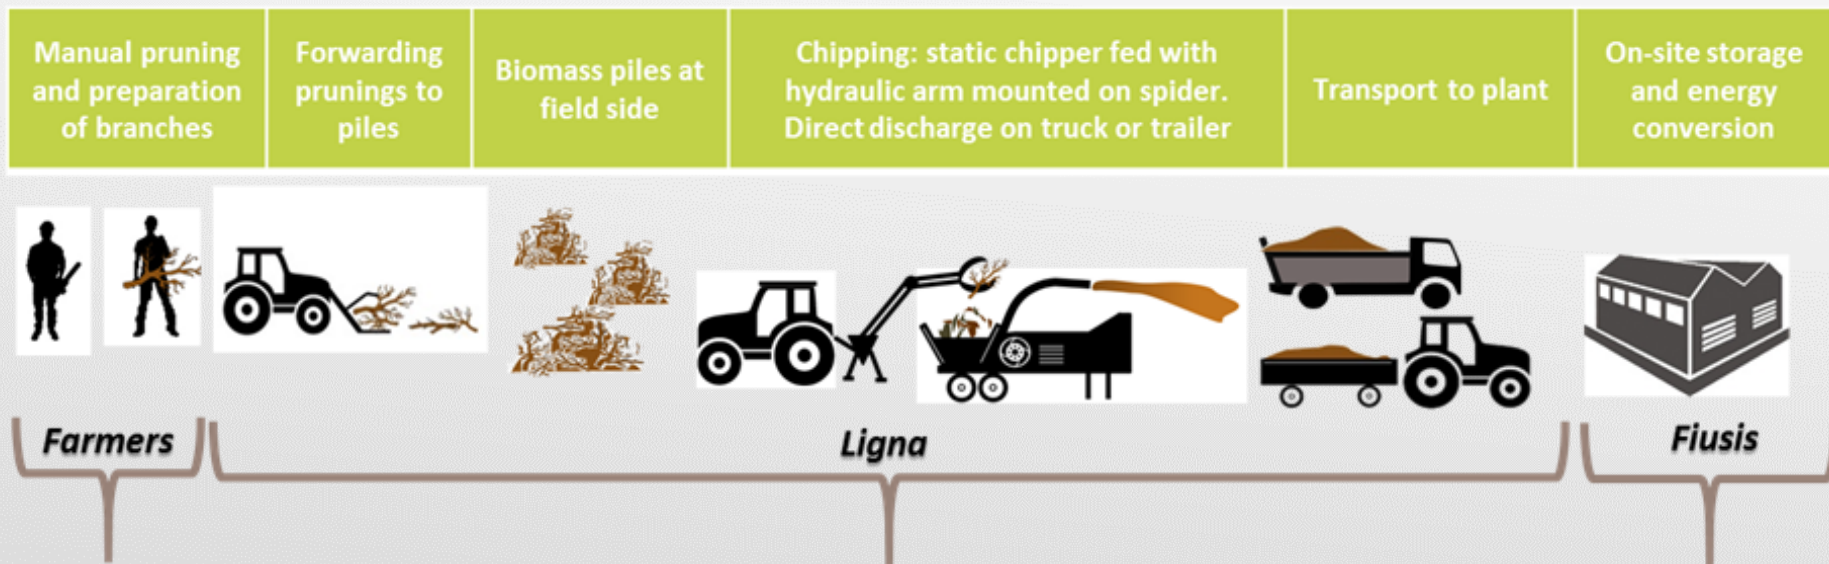 Manual pruning
and preparation
of branches
Forwarding
prunings to
piles
Biomass piles at
field side
Chipping: static chipper fed with
hydraulic arm mounted on spider.
Direct discharge on truck or trailer
Transport to plant
On-site storage
and energy
conversion
Farmers
Ligna
Fiusis